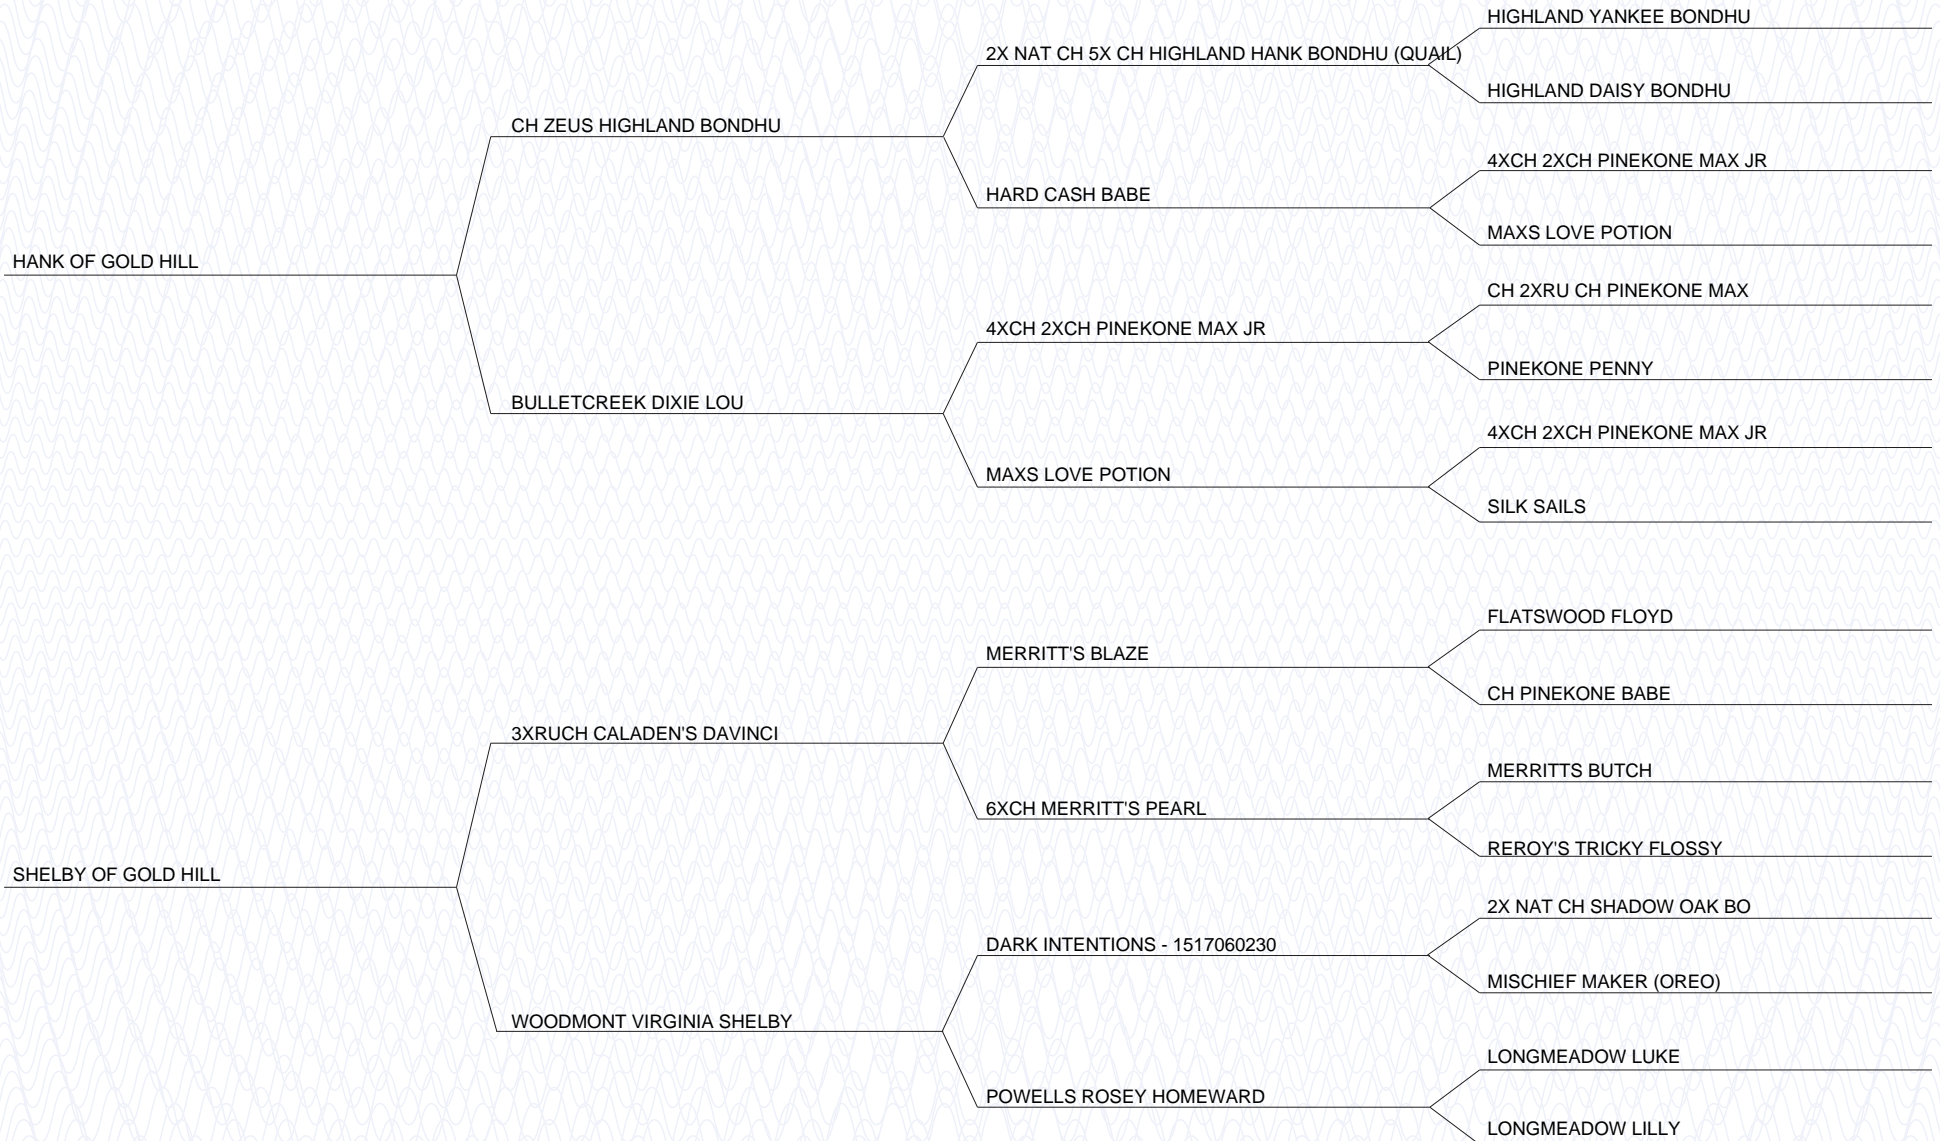 HIGHLAND YANKEE BONDHU
2X NAT CH 5X CH HIGHLAND HANK BONDHU (QUAIL)
HIGHLAND DAISY BONDHU
CH ZEUS HIGHLAND BONDHU
4XCH 2XCH PINEKONE MAX JR
HARD CASH BABE
MAXS LOVE POTION
HANK OF GOLD HILL
CH 2XRU CH PINEKONE MAX
4XCH 2XCH PINEKONE MAX JR
PINEKONE PENNY
BULLETCREEK DIXIE LOU
4XCH 2XCH PINEKONE MAX JR
MAXS LOVE POTION
SILK SAILS
FLATSWOOD FLOYD
MERRITT'S BLAZE
CH PINEKONE BABE
3XRUCH CALADEN'S DAVINCI
MERRITTS BUTCH
6XCH MERRITT'S PEARL
REROY'S TRICKY FLOSSY
SHELBY OF GOLD HILL
2X NAT CH SHADOW OAK BO
DARK INTENTIONS - 1517060230
MISCHIEF MAKER (OREO)
WOODMONT VIRGINIA SHELBY
LONGMEADOW LUKE
POWELLS ROSEY HOMEWARD
LONGMEADOW LILLY